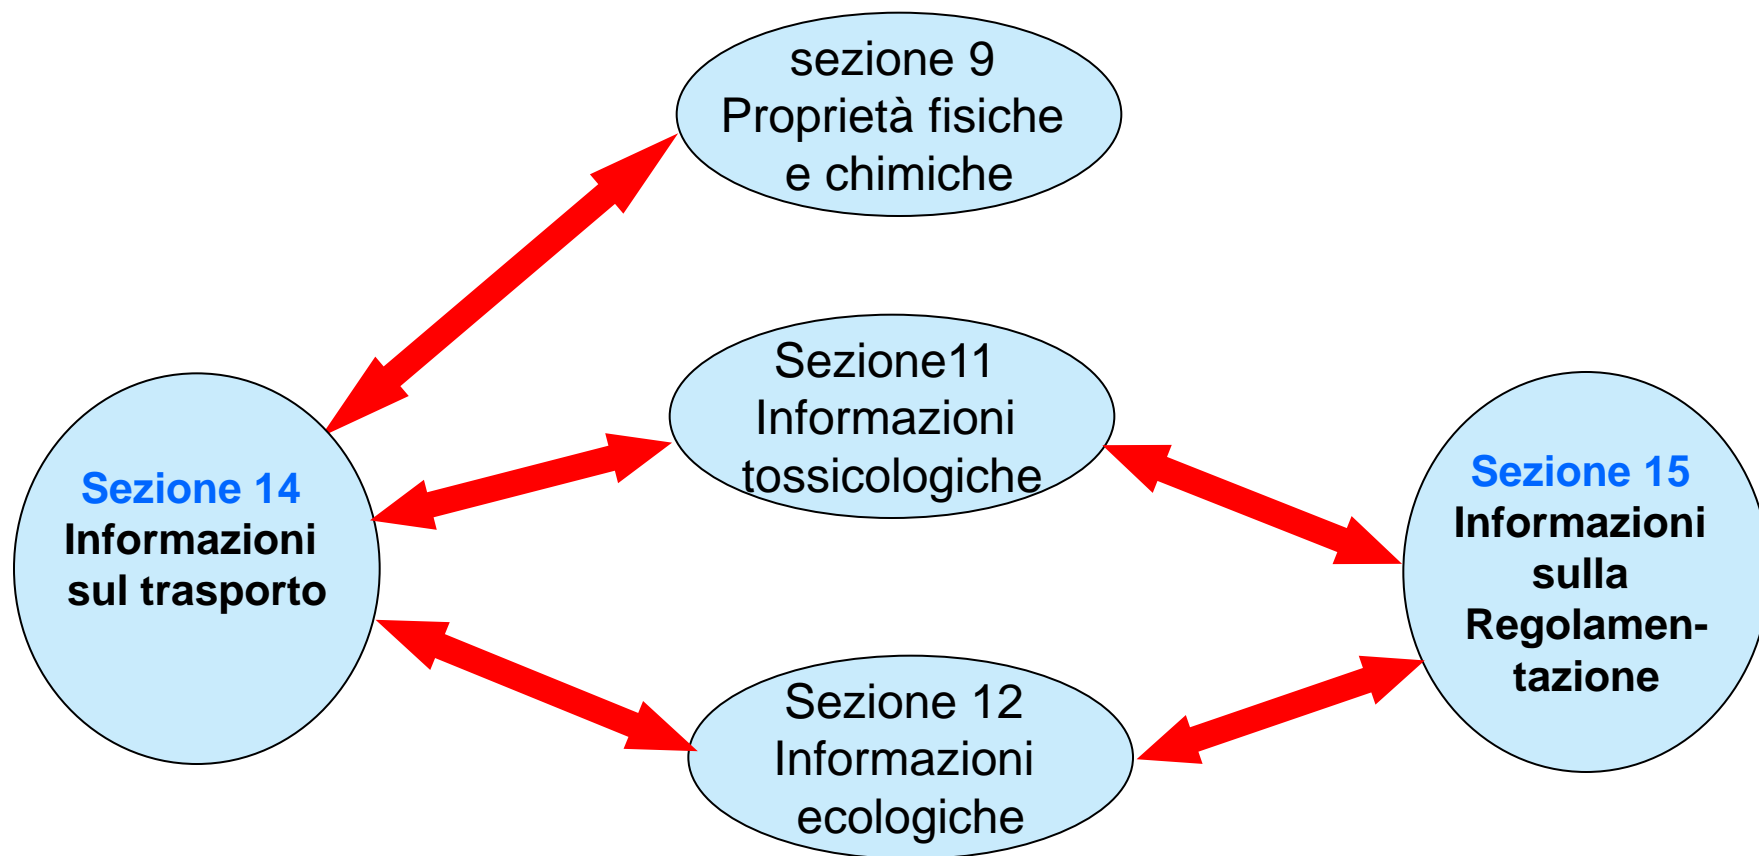 sezione 9
Proprietà fisiche
e chimiche
Sezione11
Informazioni
tossicologiche
Sezione 14
Informazioni
sul trasporto
Sezione 15
Informazioni
sulla
Regolamen-
tazione
Sezione 12
Informazioni
ecologiche